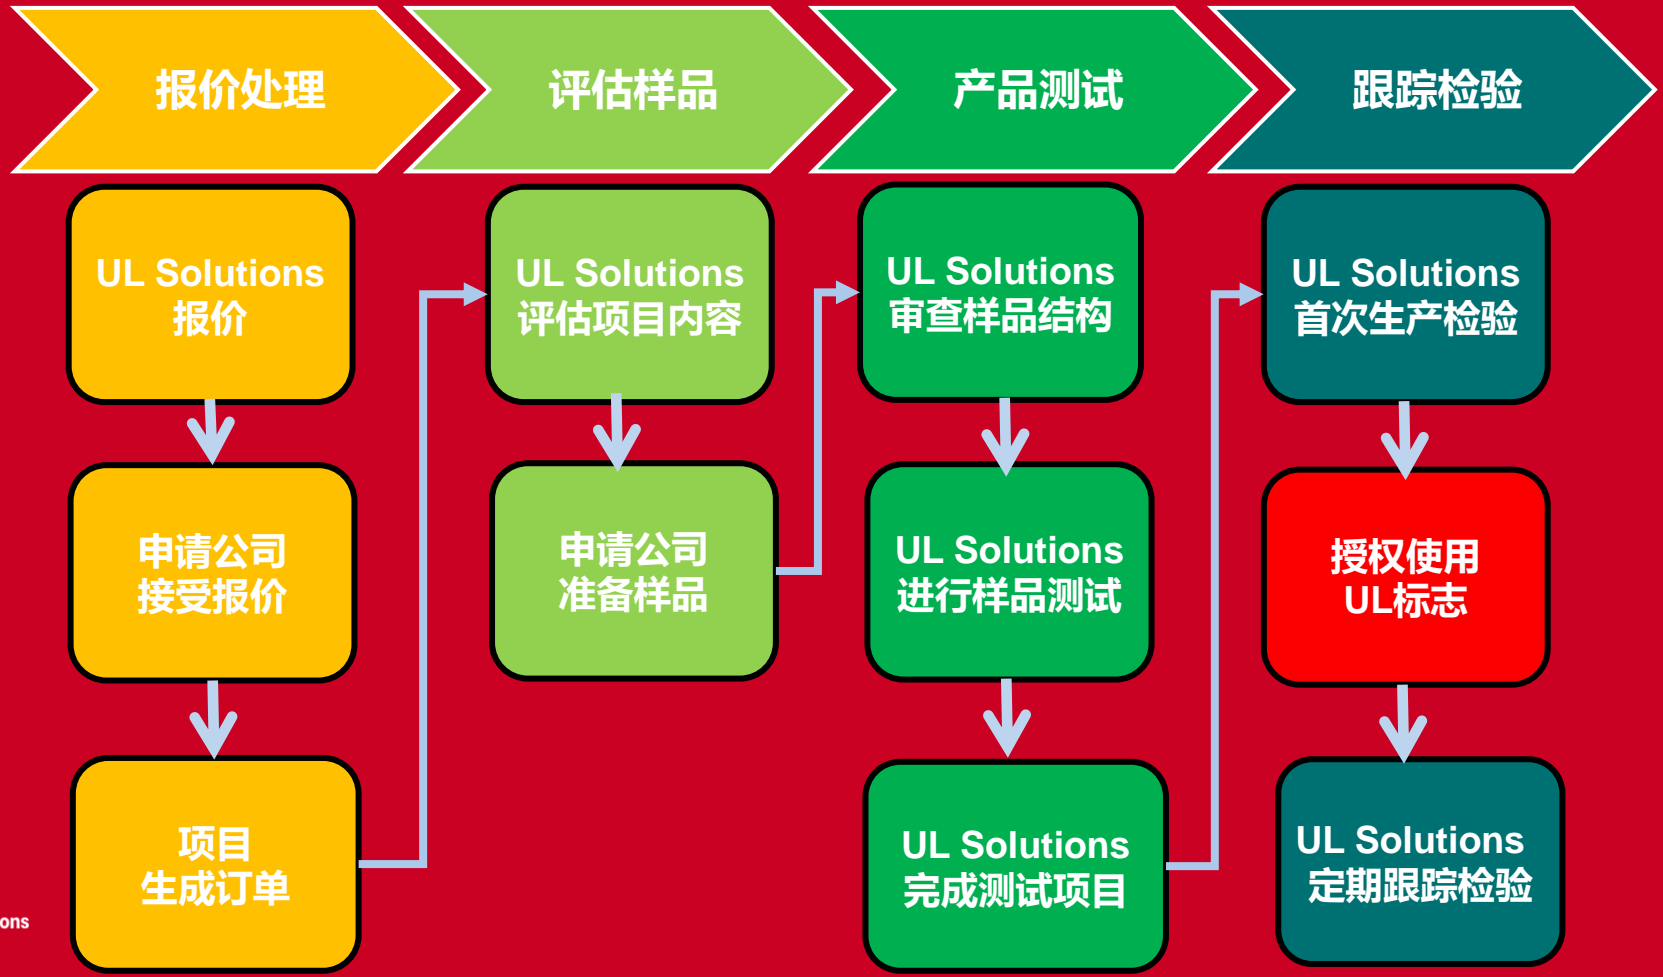 报价处理
评估样品
产品测试
跟踪检验
UL Solutions
报价
申请公司
接受报价
项目
生成订单
UL Solutions
评估项目内容
申请公司
准备样品
UL Solutions
审查样品结构
UL Solutions
进行样品测试
UL Solutions
完成测试项目
UL Solutions
首次生产检验
授权使用
UL标志
UL Solutions
定期跟踪检验
ons